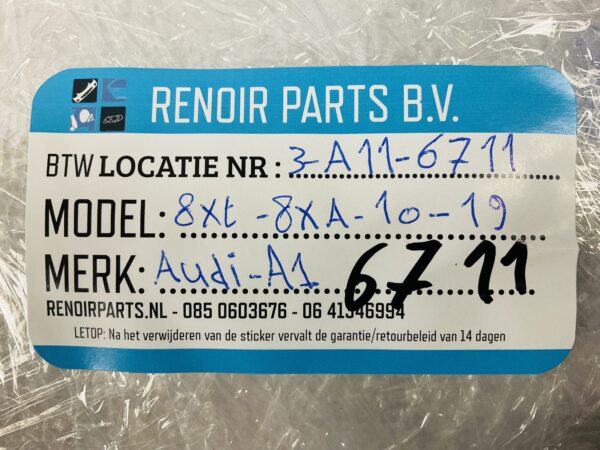 RENOIR PARTS B.V.
BTW LOCATIE NR : 3-A11-6711
MODEL: 8xt-8XA-10-19
MERK: Audi-A1 6711
RENOIRPARTS.NL - 085 0603676 - 06 41346994
LETOP: Na het verwijderen van de sticker vervalt de garantie/retourbeleid van 14 dagen